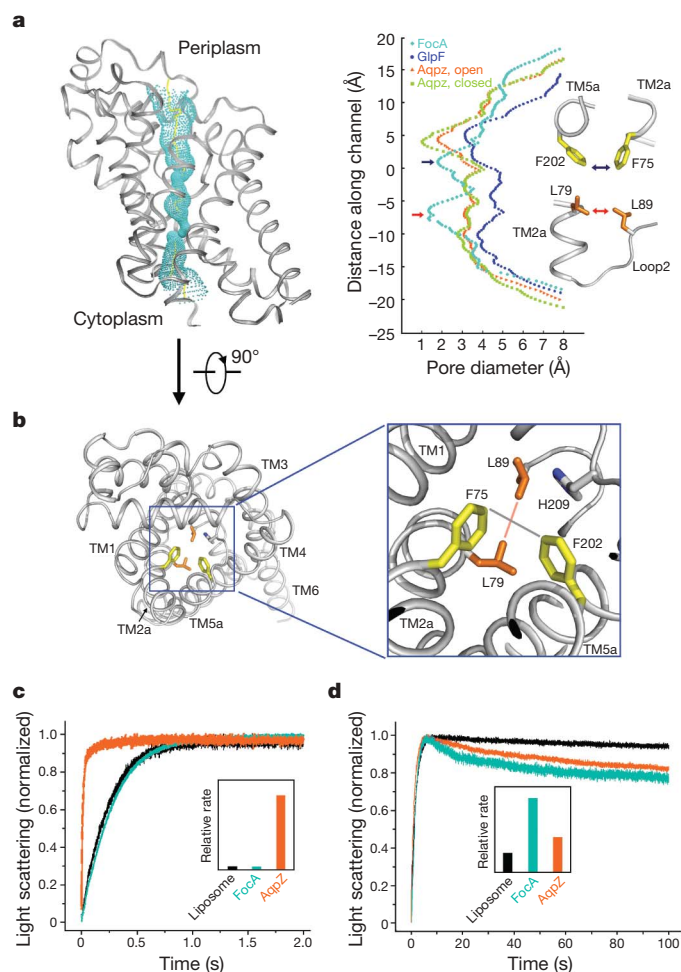 a
Periplasm
Cytoplasm
90°
Distance along channel (Å)
20
15
10
5
0
−5
−10
−15
−20
−25
FocA
GlpF
Aqpz, open
Aqpz, closed
TM5a
TM2a
F202
F75
L79
L89
TM2a
Loop2
1 2 3 4 5 6 7 8
Pore diameter (Å)
b
TM3
TM1
TM4
TM6
TM2a
TM5a
TM1
L89
F75
H209
F202
L79
TM2a
TM5a
c
Light scattering (normalized)
1.0
0.8
0.6
0.4
0.2
0
0 0.5 1.0 1.5 2.0
Time (s)
Relative rate
Liposome
FocA
AqpZ
d
Light scattering (normalized)
1.0
0.8
0.6
0.4
0.2
0 20 40 60 80 100
Time (s)
Relative rate
Liposome
FocA
AqpZ